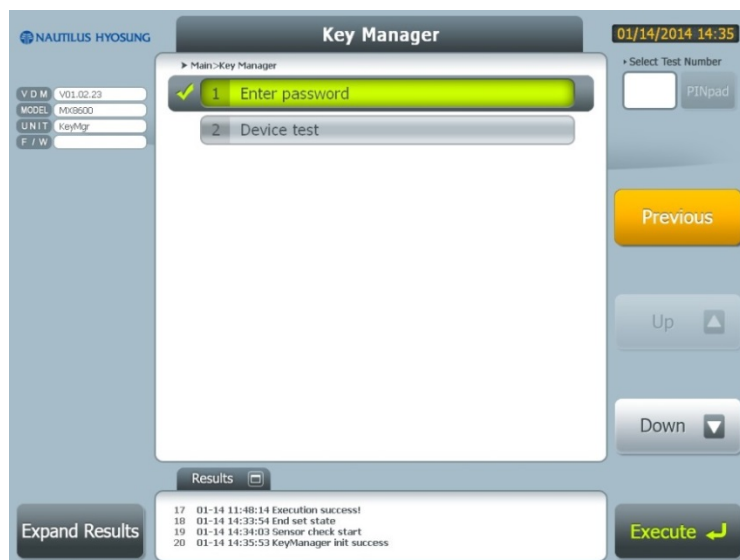 NAUTILUS HYOSUNG
Key Manager
01/14/2014 14:35
Main>Key Manager
Select Test Number
VDM V01.02.23
MODEL MX8600
UNIT KeyMgr
F/W
1 Enter password
PINpad
2 Device test
Previous
Up
Down
Results
Expand Results
17 01-14 11:48:14 Execution success!
18 01-14 14:33:54 End set state
19 01-14 14:34:03 Sensor check start
20 01-14 14:35:53 KeyManager init success
Execute